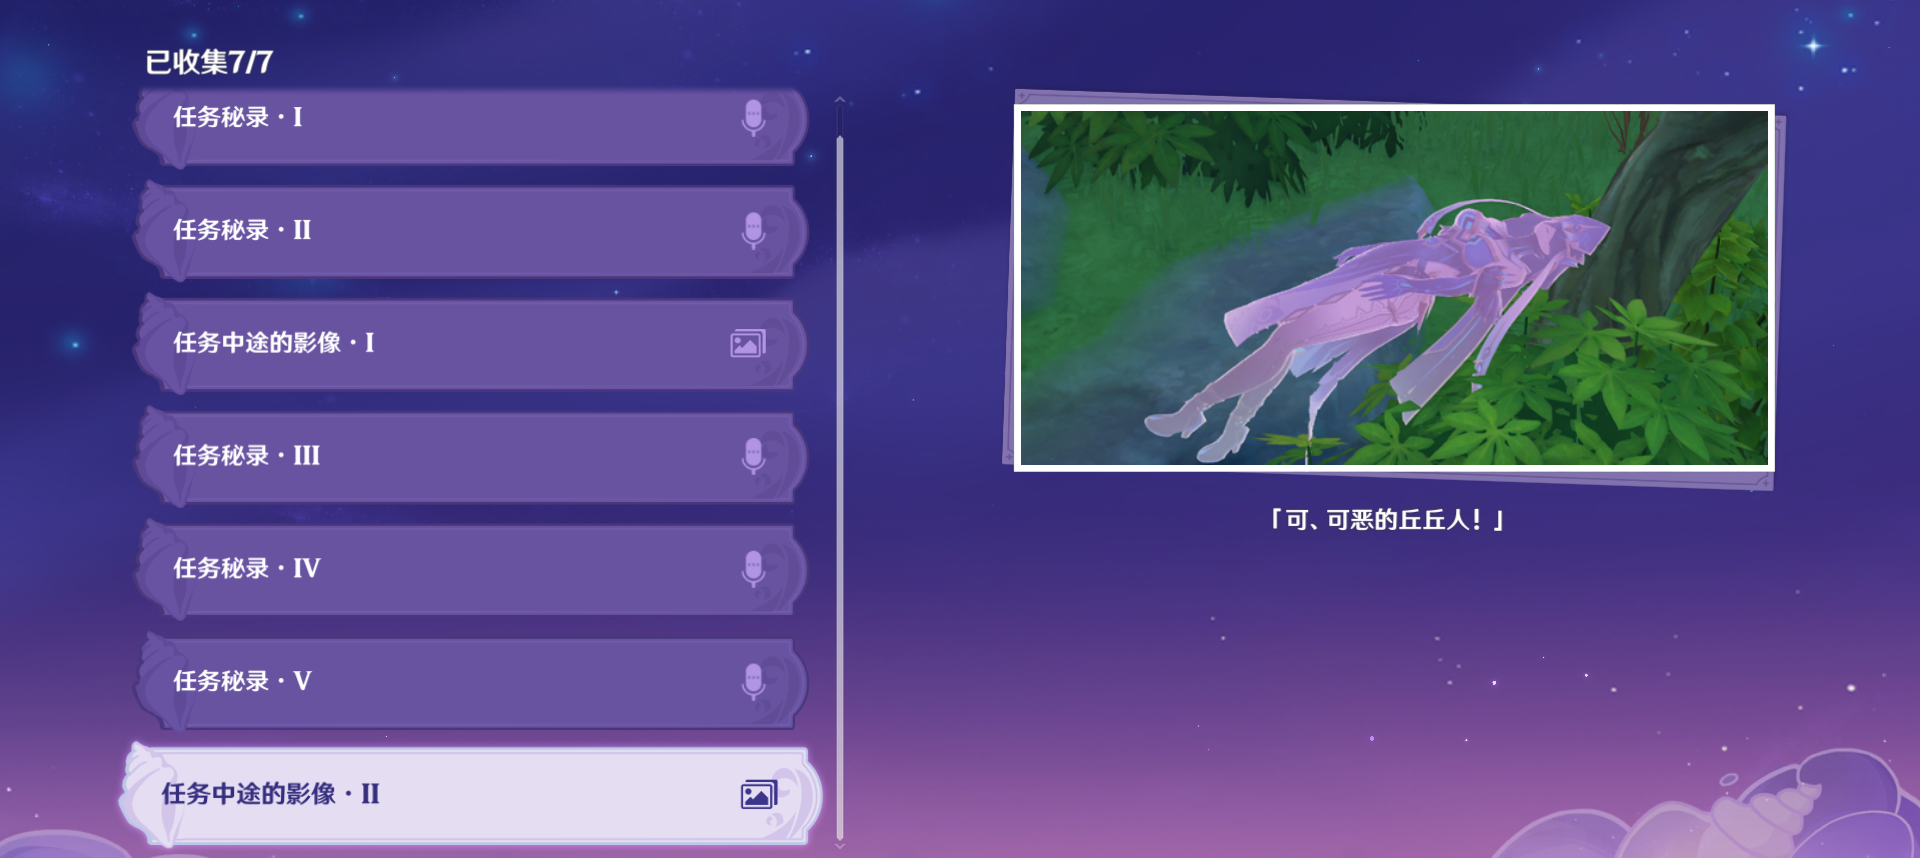 已收集7/7
任务秘录·I
任务秘录·II
任务中途的影像·I
任务秘录·III
任务秘录·IV
任务秘录·V
任务中途的影像·II
「可、可恶的丘丘人！」